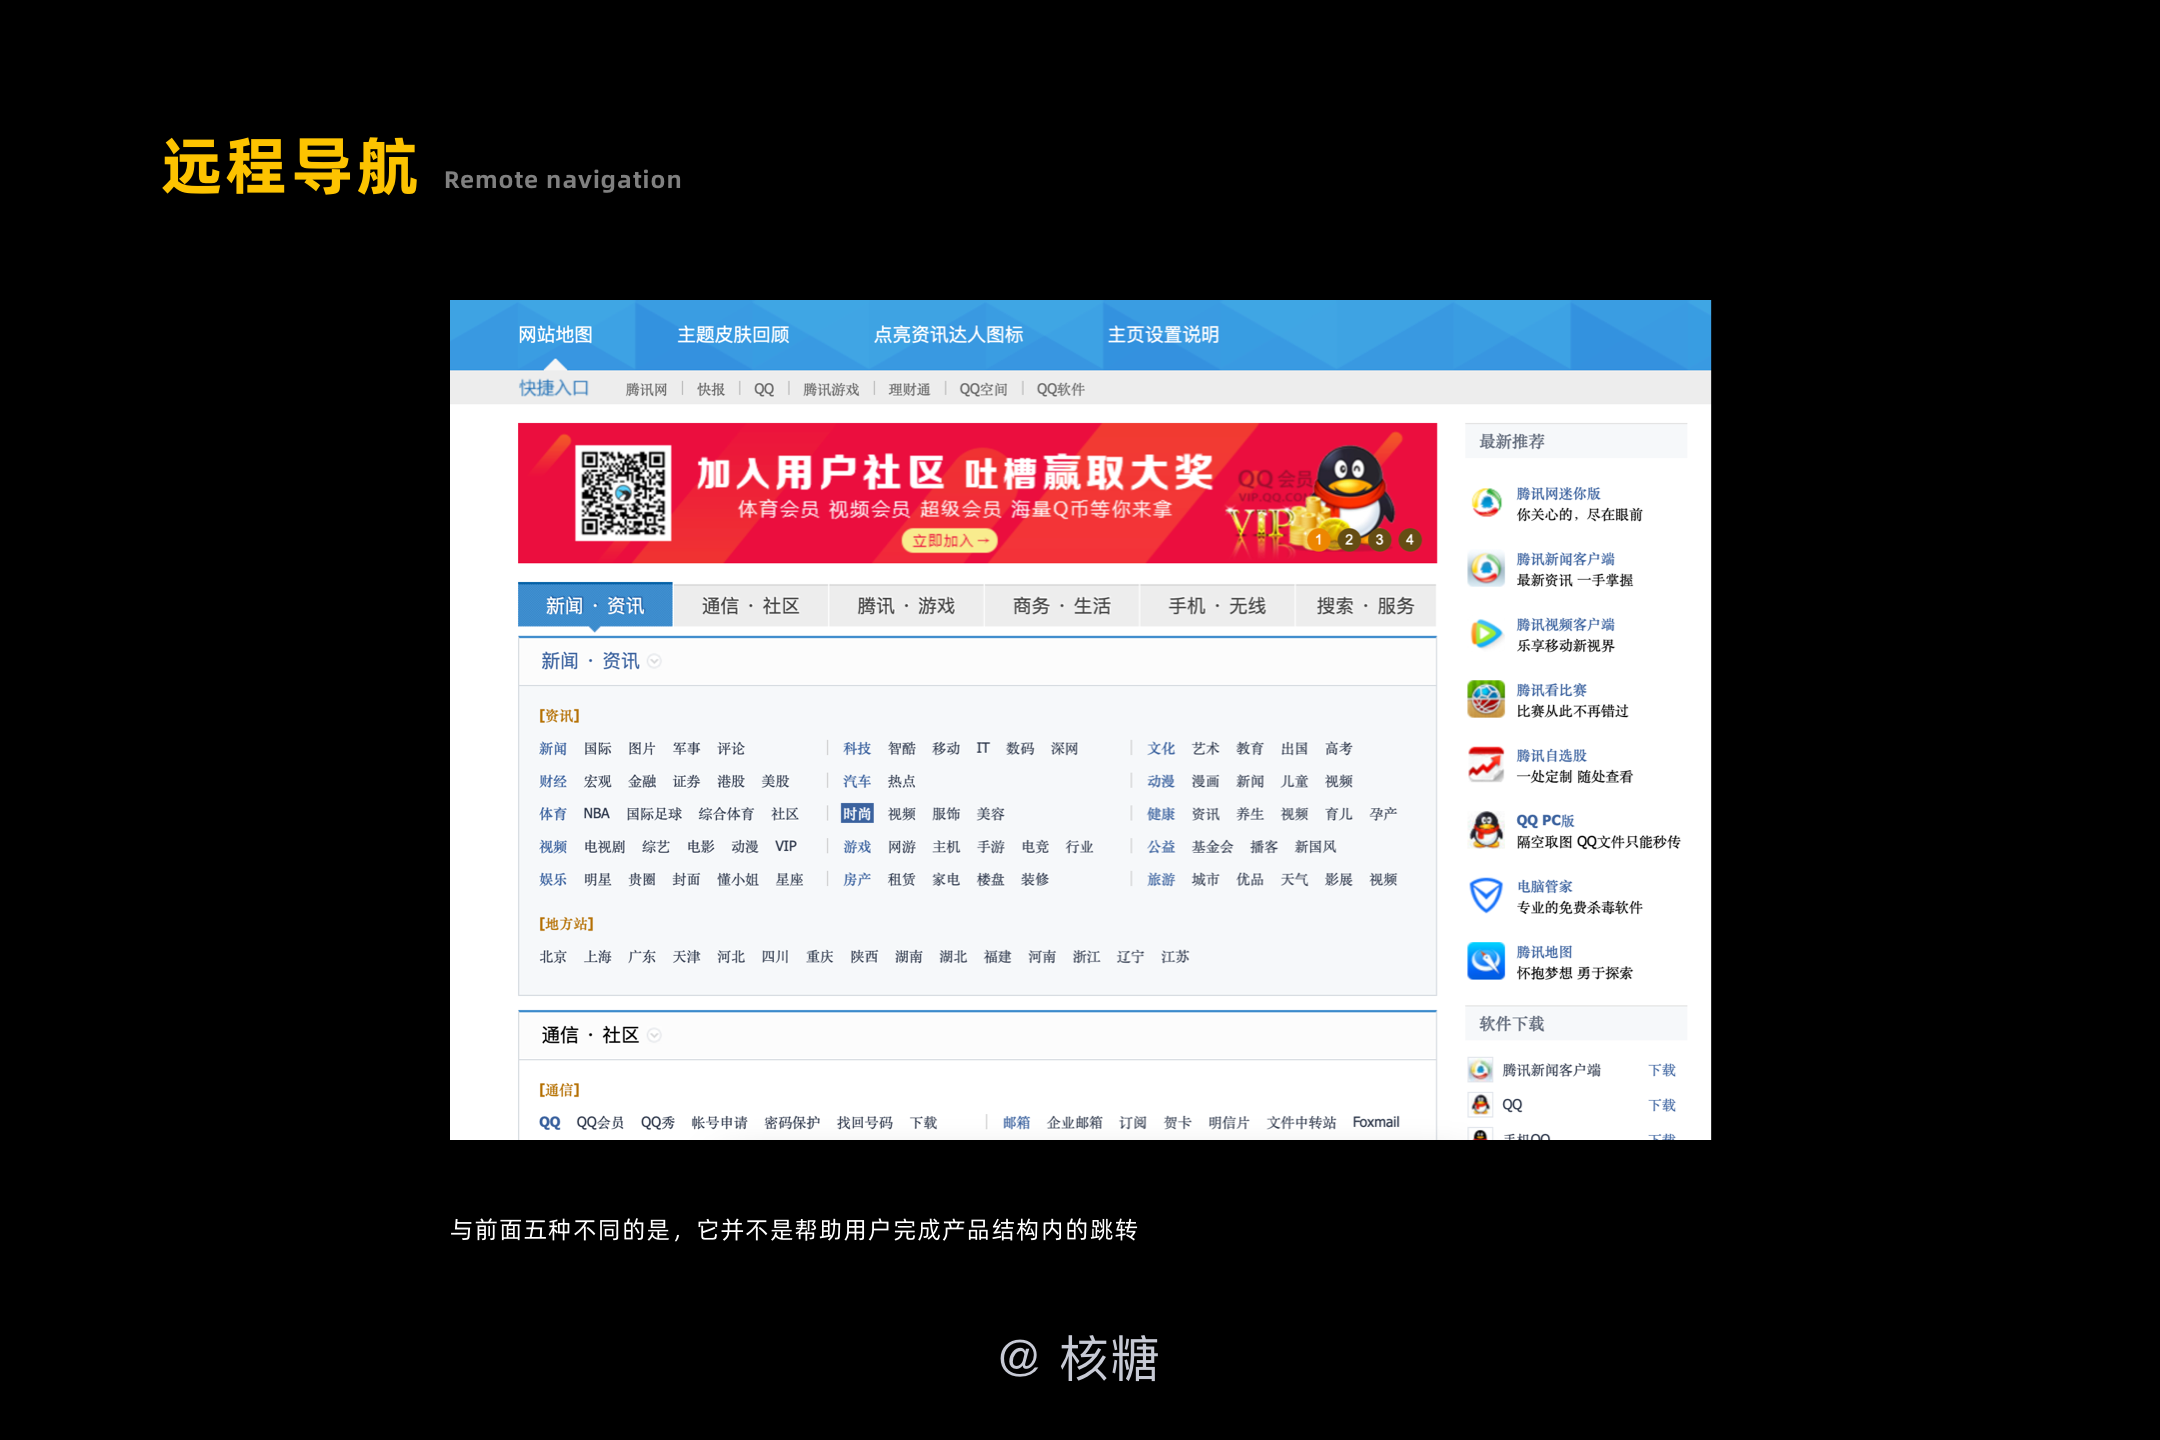 远程导航 Remote navigation
网站地图 主题皮肤回顾 点亮资讯达人图标 主页设置说明
快捷入口 腾讯网 快报 QQ 腾讯游戏 理财通 QQ空间 QQ软件
加入用户社区 吐槽赢取大奖
体育会员 视频会员 超级会员 海量Q币等你来拿
立即加入→
QQ会员
VIP.QQ.COM
VIP
1 2 3 4
新闻 · 资讯 通信 · 社区 腾讯 · 游戏 商务 · 生活 手机 · 无线 搜索 · 服务
新闻 · 资讯
[资讯]
新闻 国际 图片 军事 评论 科技 智酷 移动 IT 数码 深网 文化 艺术 教育 出国 高考
财经 宏观 金融 证券 港股 美股 汽车 热点 动漫 漫画 新闻 儿童 视频
体育 NBA 国际足球 综合体育 社区 时尚 视频 服饰 美容 健康 资讯 养生 视频 育儿 孕产
视频 电视剧 综艺 电影 动漫 VIP 游戏 网游 主机 手游 电竞 行业 公益 基金会 播客 新国风
娱乐 明星 贵圈 封面 懂小姐 星座 房产 租赁 家电 楼盘 装修 旅游 城市 优品 天气 影展 视频
[地方站]
北京 上海 广东 天津 河北 四川 重庆 陕西 湖南 湖北 福建 河南 浙江 辽宁 江苏
通信 · 社区
[通信]
QQ QQ会员 QQ秀 帐号申请 密码保护 找回号码 下载 邮箱 企业邮箱 订阅 贺卡 明信片 文件中转站 Foxmail
最新推荐
腾讯网迷你版
你关心的，尽在眼前
腾讯新闻客户端
最新资讯 一手掌握
腾讯视频客户端
乐享移动新视界
腾讯看比赛
比赛从此不再错过
腾讯自选股
一处定制 随处查看
QQ PC版
隔空取图 QQ文件只能秒传
电脑管家
专业的免费杀毒软件
腾讯地图
怀抱梦想 勇于探索
软件下载
腾讯新闻客户端 下载
QQ 下载
手机QQ 下载
与前面五种不同的是，它并不是帮助用户完成产品结构内的跳转
@ 核糖